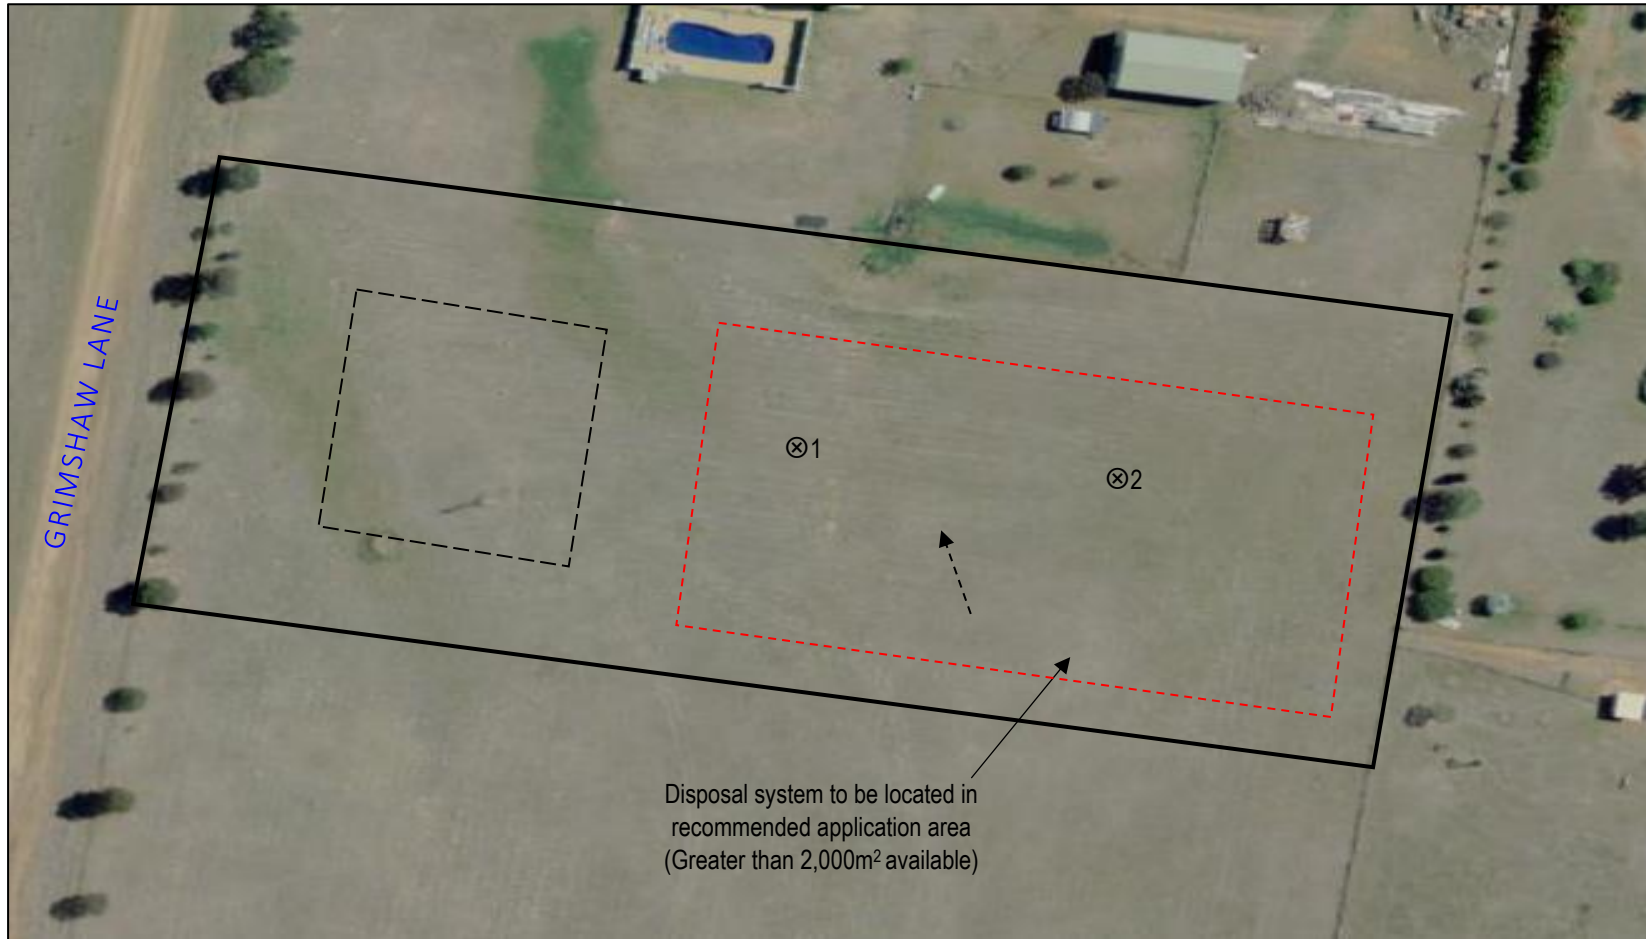 GRIMSHAW LANE
⊗1
⊗2
Disposal system to be located in
recommended application area
(Greater than 2,000m² available)